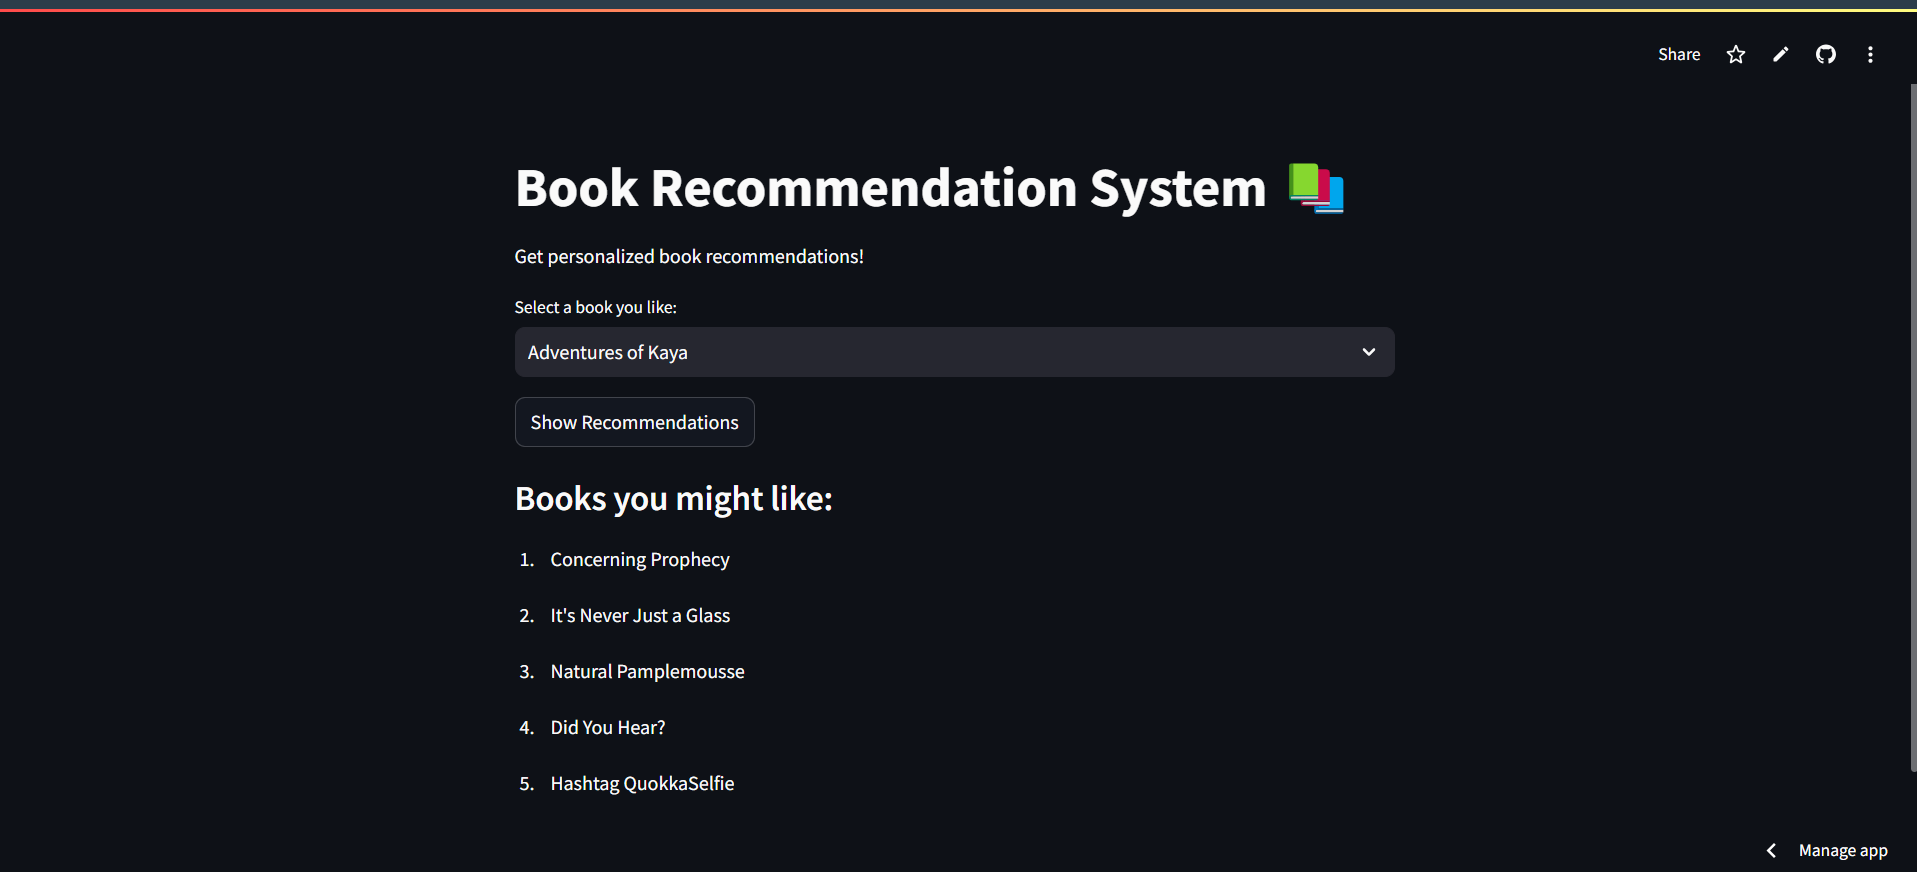 Share
Book Recommendation System
Get personalized book recommendations!
Select a book you like:
Adventures of Kaya
Show Recommendations
Books you might like:
1. Concerning Prophecy
2. It's Never Just a Glass
3. Natural Pamplemousse
4. Did You Hear?
5. Hashtag QuokkaSelfie
Manage app